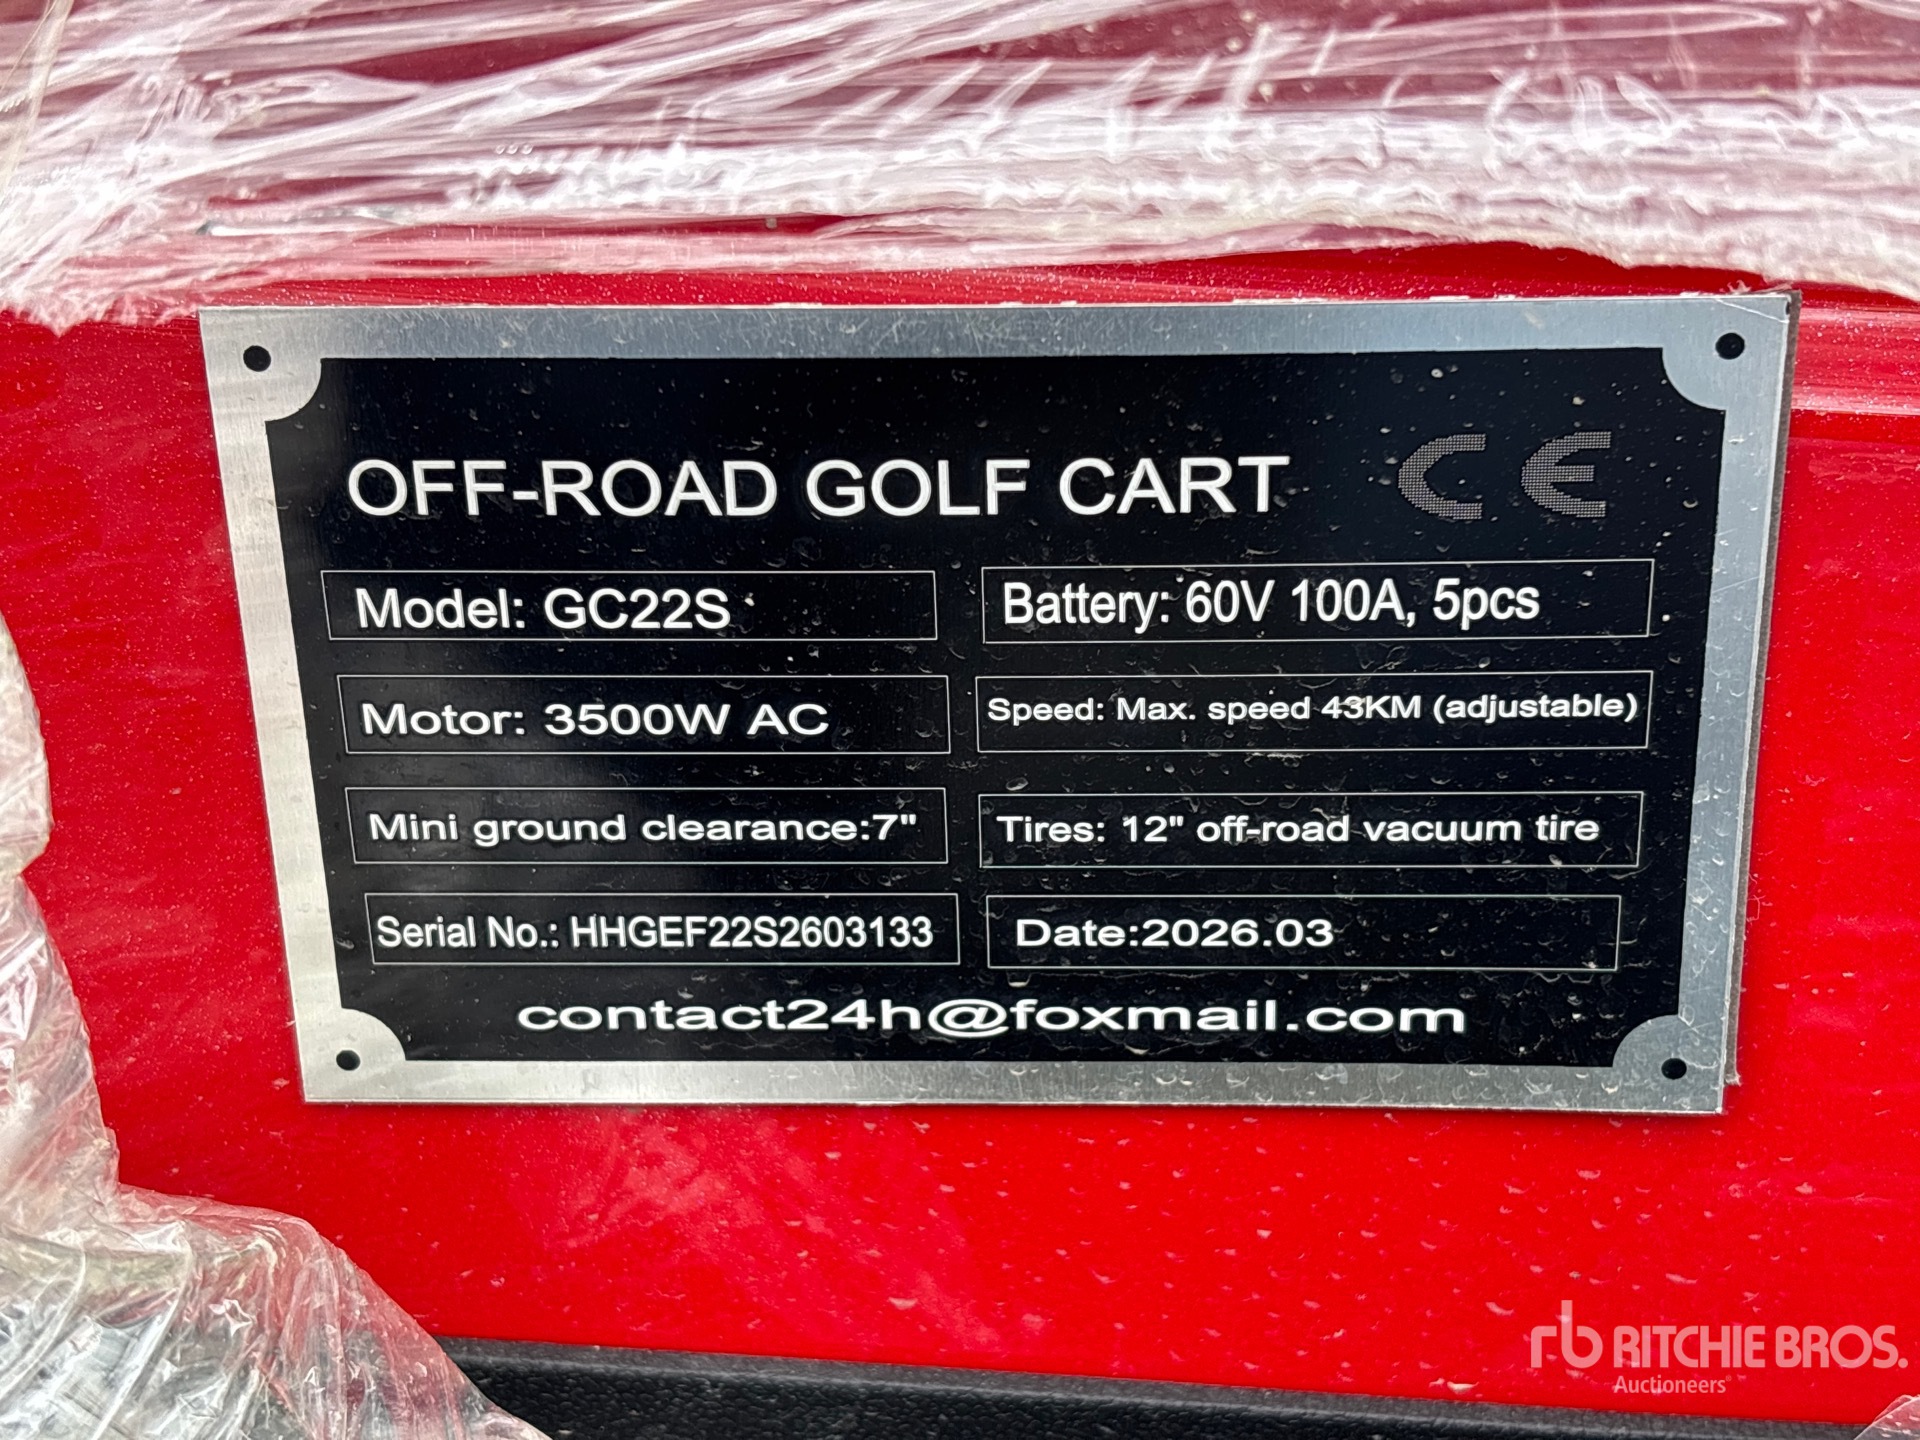 OFF-ROAD GOLF CART CE
Model: GC22S
Battery: 60V 100A, 5pcs
Motor: 3500W AC
Speed: Max. speed 43KM (adjustable)
Mini ground clearance:7"
Tires: 12" off-road vacuum tire
Serial No.: HHGEF22S2603133
Date:2026.03
contact24h@foxmail.com
rb RITCHIE BROS.
Auctioneers